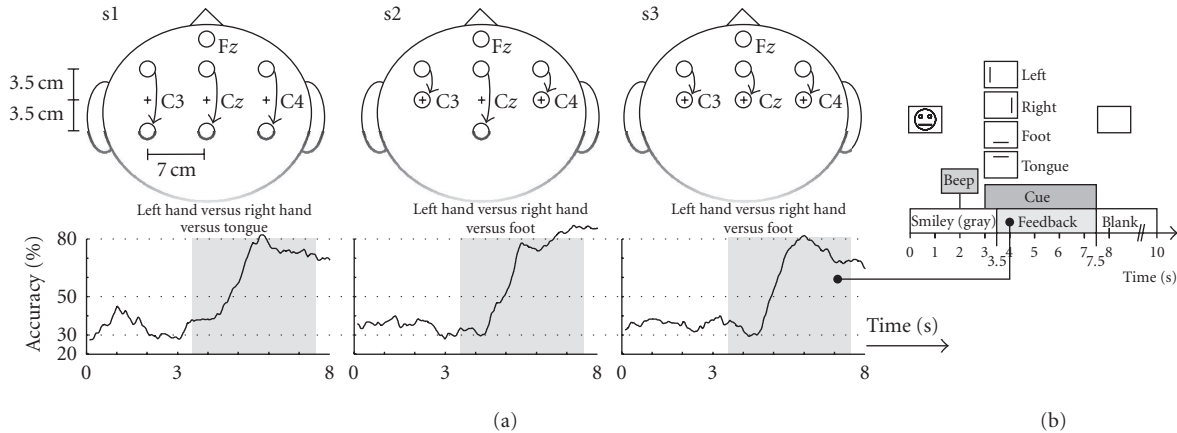 s1
s2
s3
Fz
Fz
Fz
3.5 cm
3.5 cm
C3
Cz
C4
C3
Cz
C4
C3
Cz
C4
7 cm
Left
Right
Foot
Tongue
Beep
Cue
Smiley (gray)
Feedback
Blank
0
1
2
3
3.5
4
5
6
7
7.5
8
10
Time (s)
Left hand versus right hand
versus tongue
Left hand versus right hand
versus foot
Left hand versus right hand
versus foot
Accuracy (%)
80
50
30
20
0
3
8
0
3
8
0
3
8
Time (s)
(a)
(b)